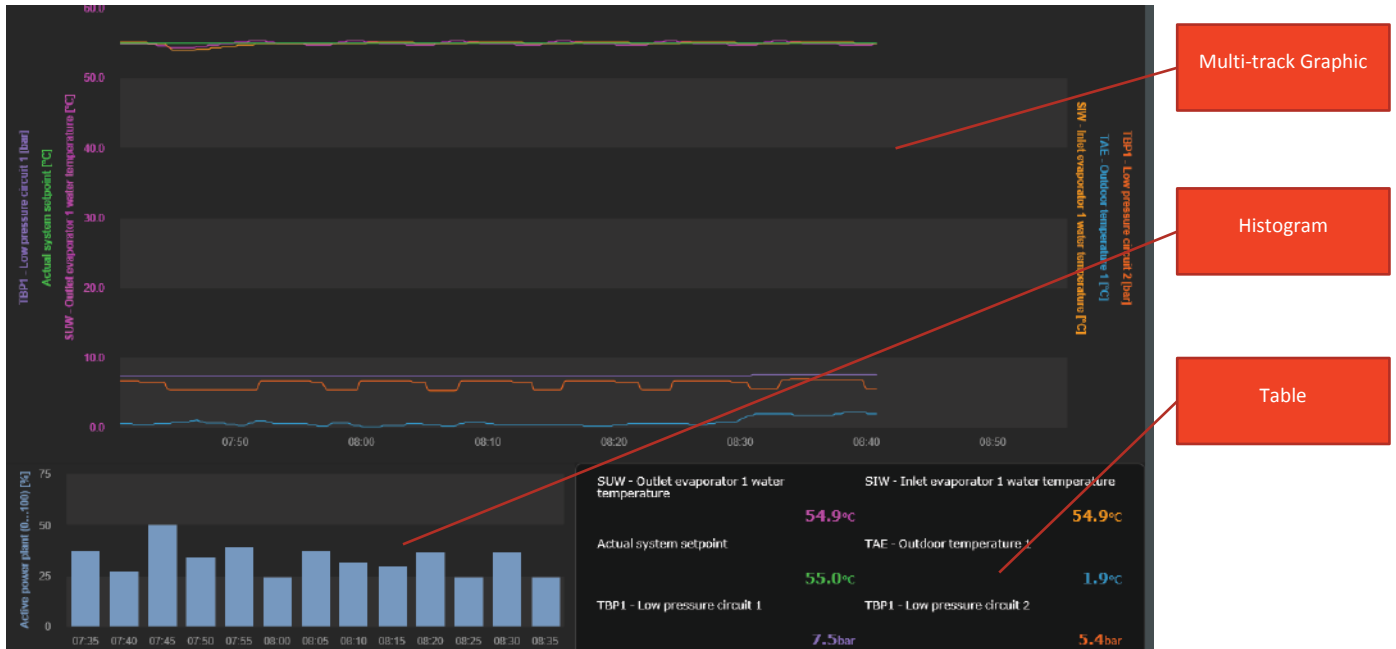 60.0
50.0
40.0
30.0
20.0
10.0
0.0
TBP1 - Low pressure circuit 1 [bar]
Actual system setpoint [°C]
SUW - Outlet evaporator 1 water temperature [°C]
SIW - Inlet evaporator 1 water temperature [°C]
TAE - Outdoor temperature 1 [°C]
TBP1 - Low pressure circuit 2 [bar]
07:50 08:00 08:10 08:20 08:30 08:40 08:50
Multi-track Graphic
Histogram
Table
Active power plant (0...100) [%]
75
50
25
0
07:35 07:40 07:45 07:50 07:55 08:00 08:05 08:10 08:15 08:20 08:25 08:30 08:35
SUW - Outlet evaporator 1 water
temperature
54.9°C
SIW - Inlet evaporator 1 water temperature
54.9°C
Actual system setpoint
55.0°C
TAE - Outdoor temperature 1
1.9°C
TBP1 - Low pressure circuit 1
7.5bar
TBP1 - Low pressure circuit 2
5.4bar